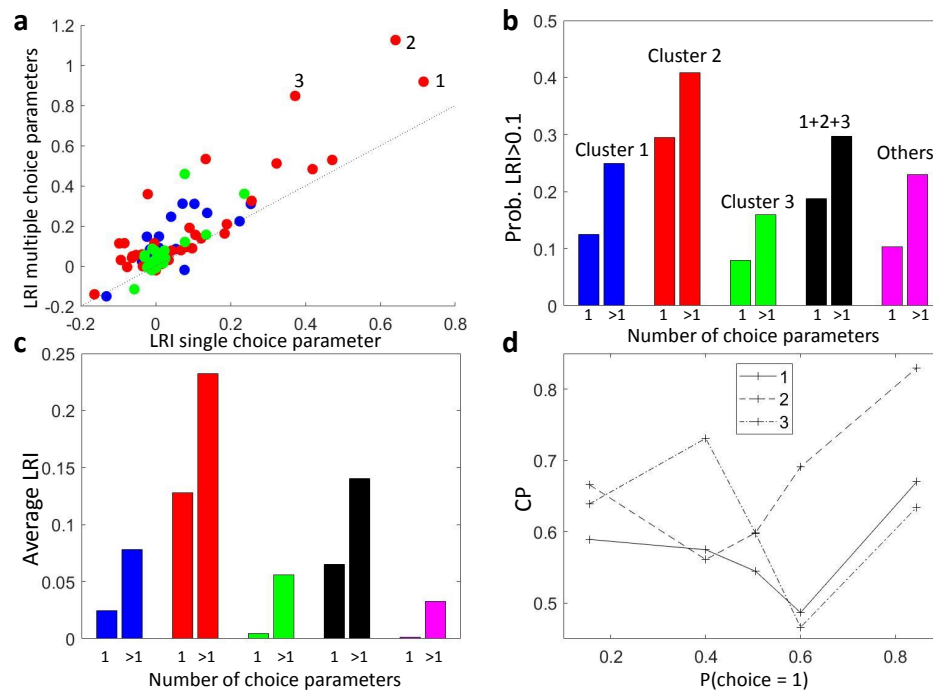 a
LRI multiple choice parameters
1.2
1
0.8
0.6
0.4
0.2
0
-0.2
-0.2 0 0.2 0.4 0.6 0.8
LRI single choice parameter
2
3
1
b
Prob. LRI>0.1
0.5
0.4
0.3
0.2
0.1
0
Cluster 2
Cluster 1
1+2+3
Others
Cluster 3
1 >1 1 >1 1 >1 1 >1 1 >1
Number of choice parameters
c
Average LRI
0.25
0.2
0.15
0.1
0.05
0
1 >1 1 >1 1 >1 1 >1 1 >1
Number of choice parameters
d
CP
0.8
0.7
0.6
0.5
1
2
3
0.2 0.4 0.6 0.8
P(choice = 1)